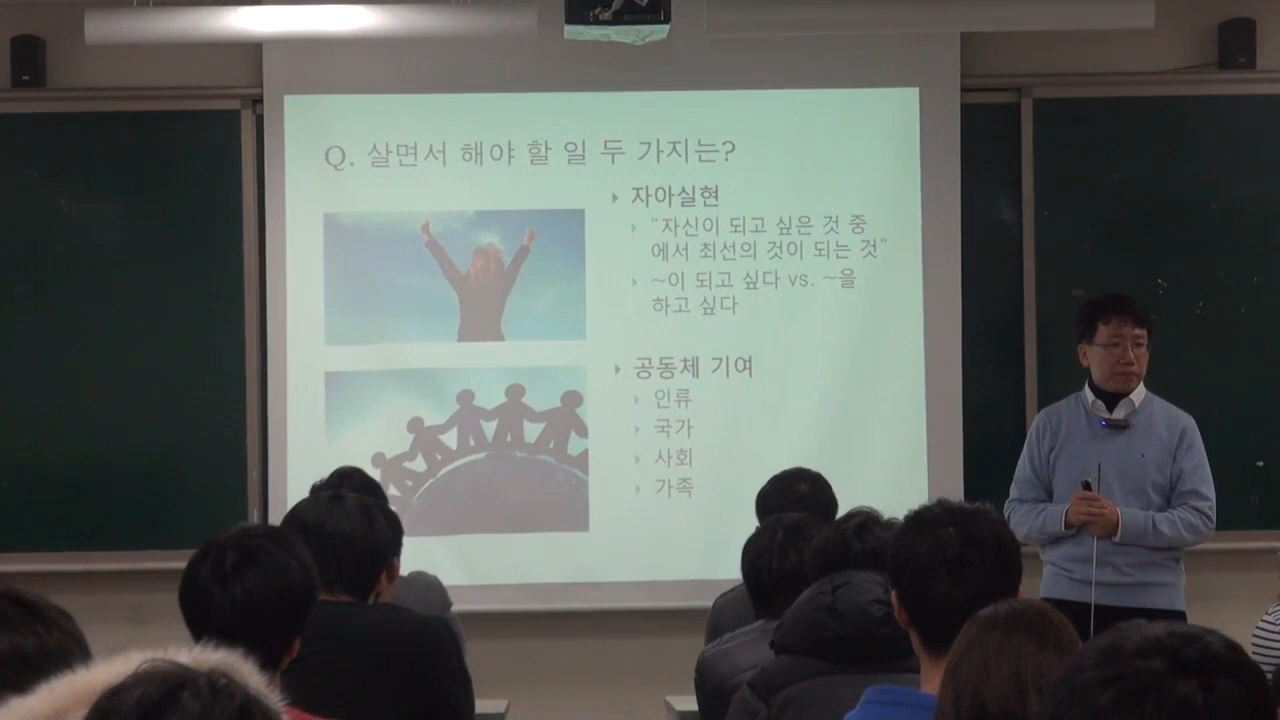 Q. 살면서 해야 할 일 두 가지는?
자아실현
"자신이 되고 싶은 것 중
에서 최선의 것이 되는 것"
~이 되고 싶다 vs. ~을
하고 싶다
공동체 기여
인류
국가
사회
가족